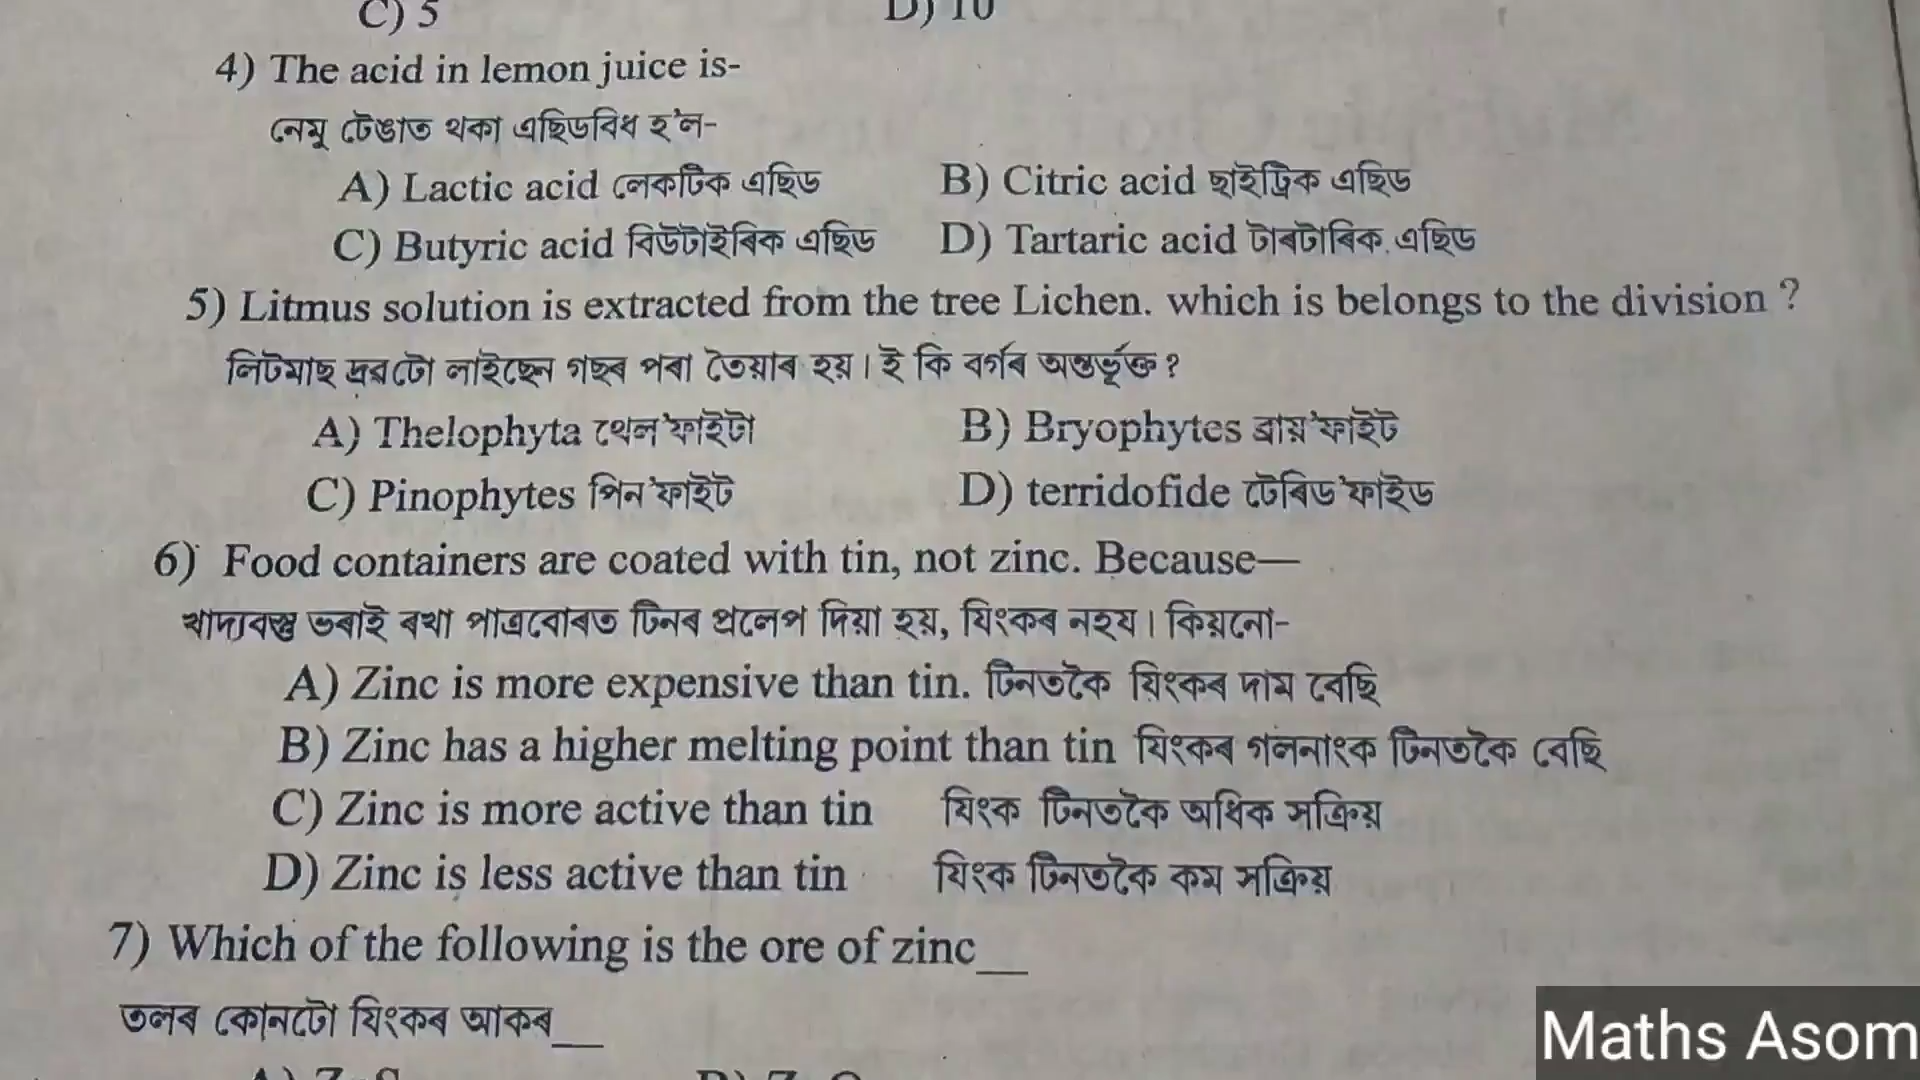 C) 5 D) 10
4) The acid in lemon juice is-
নেমু টেঙাত থকা এছিডবিধ হ'ল-
A) Lactic acid লেকটিক এছিড B) Citric acid ছাইট্ৰিক এছিড
C) Butyric acid বিউটাইৰিক এছিড D) Tartaric acid টাৰটাৰিক এছিড
5) Litmus solution is extracted from the tree Lichen. which is belongs to the division ?
লিটমাছ দ্ৰৱটো লাইছেন গছৰ পৰা তৈয়াৰ হয়। ই কি বৰ্গৰ অন্তৰ্ভূক্ত ?
A) Thelophyta থেল'ফাইটা B) Bryophytes ব্ৰায়'ফাইট
C) Pinophytes পিন'ফাইট D) terridofide টেৰিড'ফাইড
6) Food containers are coated with tin, not zinc. Because—
খাদ্যবস্তু ভৰাই ৰখা পাত্ৰবোৰত টিনৰ প্ৰলেপ দিয়া হয়, যিংকৰ নহয। কিয়নো-
A) Zinc is more expensive than tin. টিনতকৈ যিংকৰ দাম বেছি
B) Zinc has a higher melting point than tin যিংকৰ গলনাংক টিনতকৈ বেছি
C) Zinc is more active than tin যিংক টিনতকৈ অধিক সক্ৰিয়
D) Zinc is less active than tin যিংক টিনতকৈ কম সক্ৰিয়
7) Which of the following is the ore of zinc__
তলৰ কোনটো যিংকৰ আকৰ__
Maths Asom